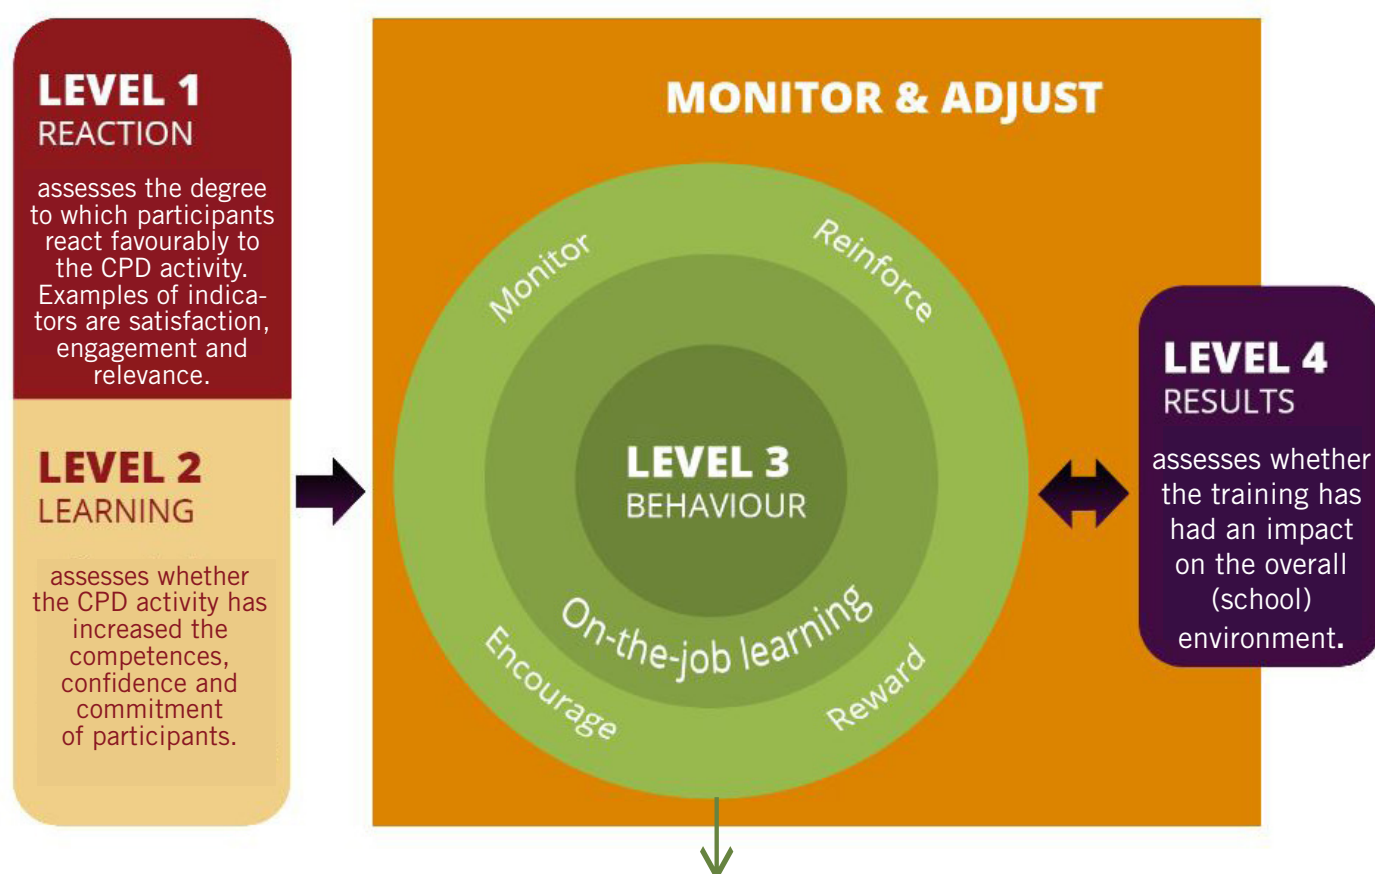 LEVEL 1
REACTION
assesses the degree
to which participants
react favourably to
the CPD activity.
Examples of indica-
tors are satisfaction,
engagement and
relevance.
LEVEL 2
LEARNING
assesses whether
the CPD activity has
increased the
competences,
confidence and
commitment
of participants.
MONITOR & ADJUST
Monitor
Reinforce
LEVEL 3
BEHAVIOUR
On-the-job learning
Encourage
Reward
LEVEL 4
RESULTS
assesses whether
the training has
had an impact
on the overall
(school)
environment.